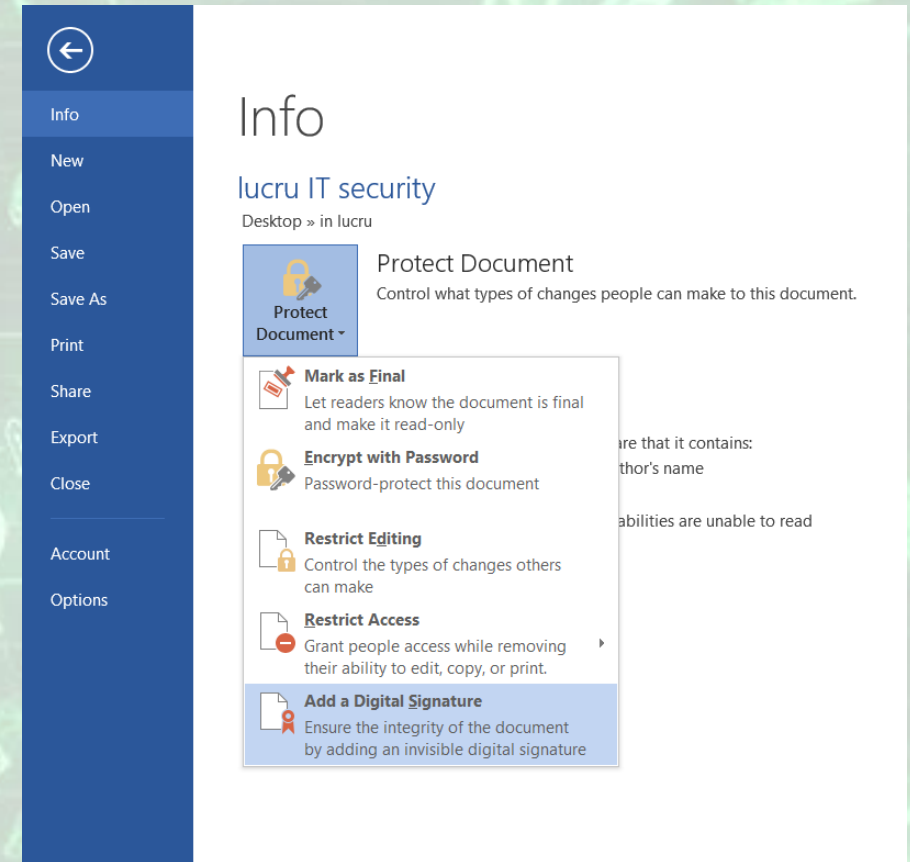 Info
New
Open
Save
Save As
Print
Share
Export
Close
Account
Options
Info
lucru IT security
Desktop » in lucru
Protect
Document
Protect Document
Control what types of changes people can make to this document.
Mark as Final
Let readers know the document is final
and make it read-only
Encrypt with Password
Password-protect this document
Restrict Editing
Control the types of changes others
can make
Restrict Access
Grant people access while removing
their ability to edit, copy, or print.
Add a Digital Signature
Ensure the integrity of the document
by adding an invisible digital signature
that it contains:
name
are unable to read